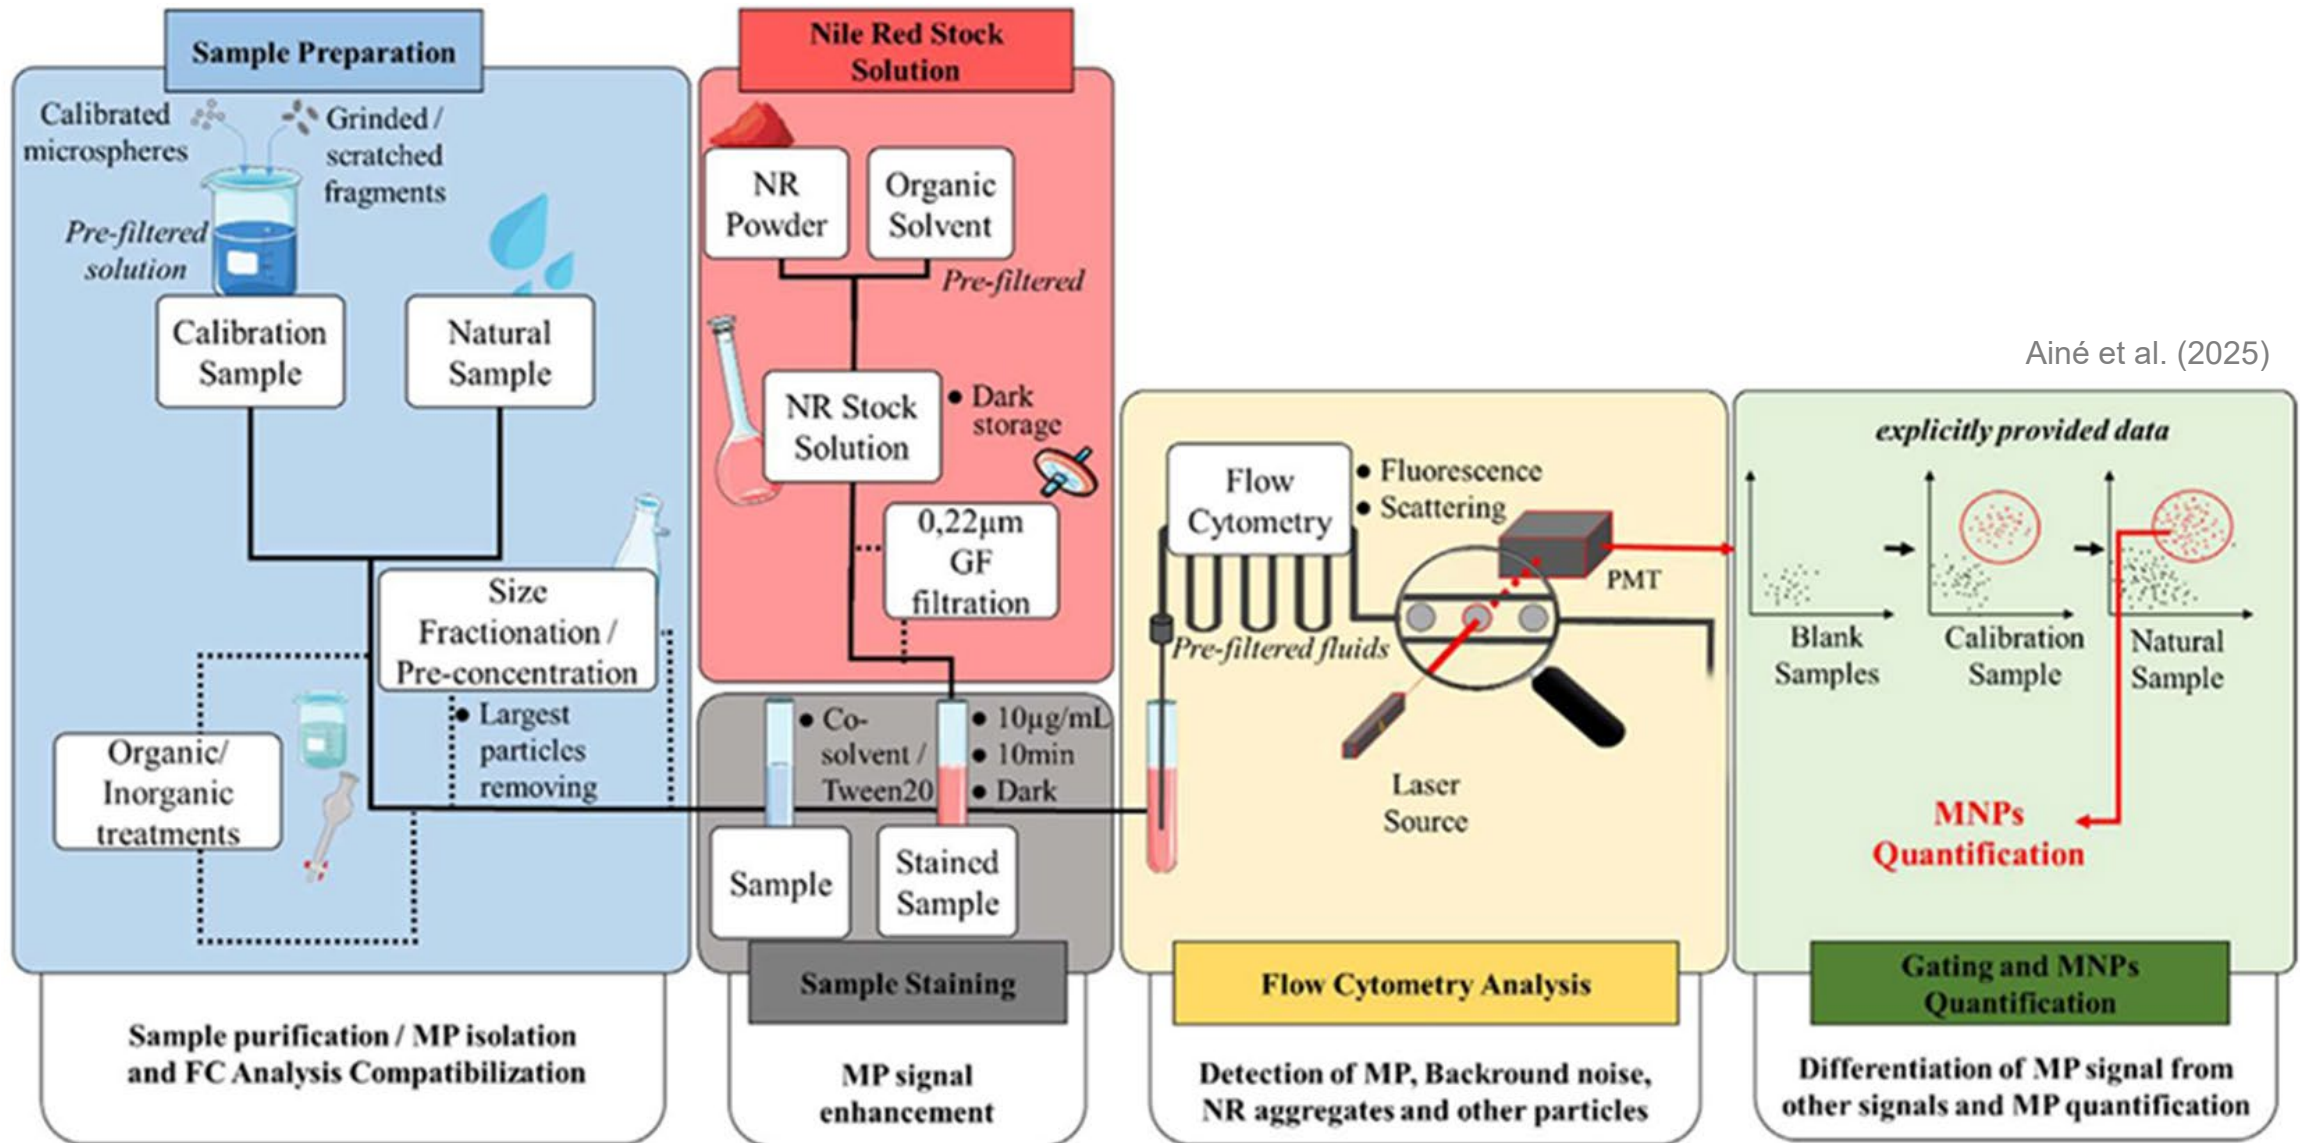 Sample Preparation
Calibrated
microspheres
Grinded /
scratched
fragments
Pre-filtered
solution
Calibration
Sample
Natural
Sample
Size
Fractionation /
Pre-concentration
• Largest
particles
removing
Organic/
Inorganic
treatments
Sample purification / MP isolation
and FC Analysis Compatibilization
Nile Red Stock
Solution
NR
Powder
Organic
Solvent
Pre-filtered
NR Stock
Solution
• Dark
storage
0,22µm
GF
filtration
• Co-
solvent /
Tween20
• 10µg/mL
• 10min
• Dark
Sample
Stained
Sample
Sample Staining
MP signal
enhancement
Flow
Cytometry
• Fluorescence
• Scattering
PMT
Pre-filtered fluids
Laser
Source
Flow Cytometry Analysis
Detection of MP, Backround noise,
NR aggregates and other particles
Ainé et al. (2025)
explicitly provided data
Blank
Samples
Calibration
Sample
Natural
Sample
MNPs
Quantification
Gating and MNPs
Quantification
Differentiation of MP signal from
other signals and MP quantification